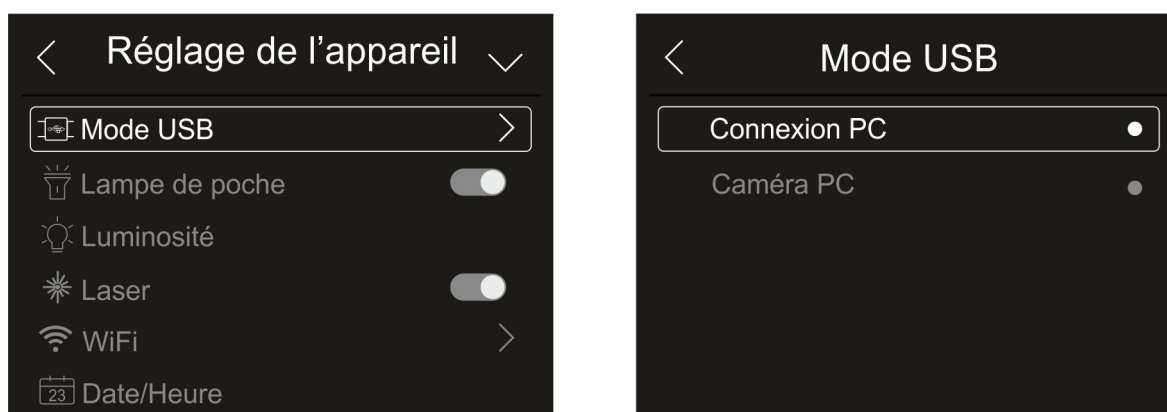 Réglage de l’appareil
Mode USB
Lampe de poche
Luminosité
Laser
WiFi
23 Date/Heure
Mode USB
Connexion PC
Caméra PC